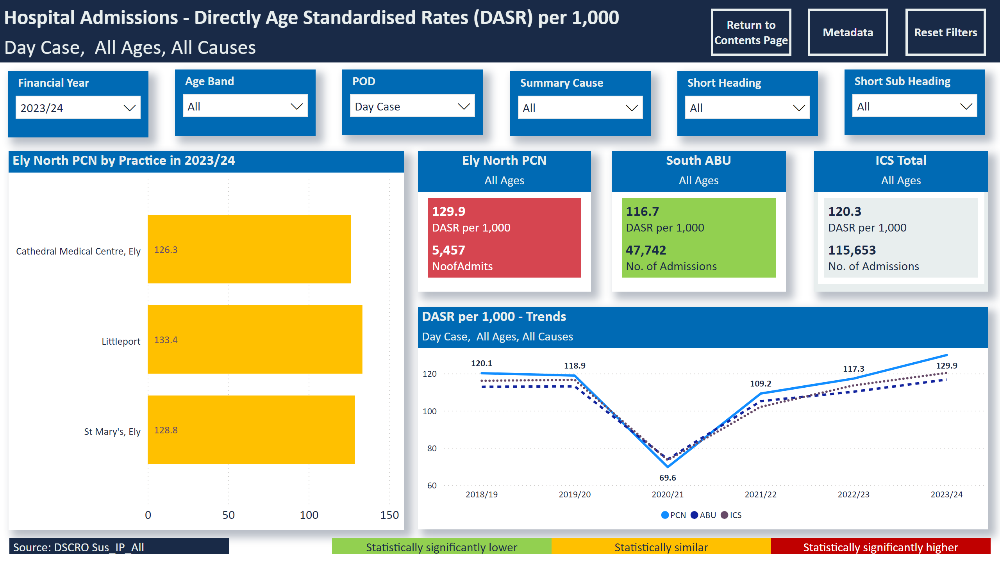 Hospital Admissions - Directly Age Standardised Rates (DASR) per 1,000
Day Case,  All Ages, All Causes
Return to
Contents Page
Metadata
Reset Filters
Financial Year
2023/24
Age Band
All
POD
Day Case
Summary Cause
All
Short Heading
All
Short Sub Heading
All
Ely North PCN by Practice in 2023/24
Cathedral Medical Centre, Ely
126.3
Littleport
133.4
St Mary's, Ely
128.8
0
50
100
150
Ely North PCN
All Ages
129.9
DASR per 1,000
5,457
NoofAdmits
South ABU
All Ages
116.7
DASR per 1,000
47,742
No. of Admissions
ICS Total
All Ages
120.3
DASR per 1,000
115,653
No. of Admissions
DASR per 1,000 - Trends
Day Case,  All Ages, All Causes
120.1
118.9
69.6
109.2
117.3
129.9
120
100
80
60
2018/19
2019/20
2020/21
2021/22
2022/23
2023/24
PCN
ABU
ICS
Source: DSCRO Sus_IP_All
Statistically significantly lower
Statistically similar
Statistically significantly higher